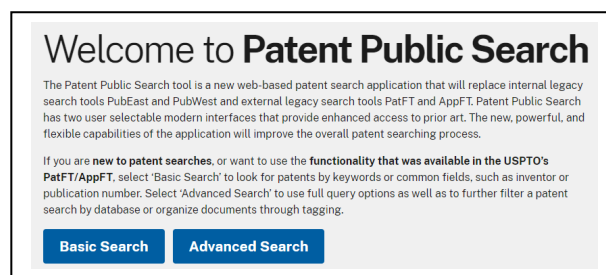 Welcome to Patent Public Search
The Patent Public Search tool is a new web-based patent search application that will replace internal legacy
search tools PubEast and PubWest and external legacy search tools PatFT and AppFT. Patent Public Search
has two user selectable modern interfaces that provide enhanced access to prior art. The new, powerful, and
flexible capabilities of the application will improve the overall patent searching process.
If you are new to patent searches, or want to use the functionality that was available in the USPTO's
PatFT/AppFT, select 'Basic Search' to look for patents by keywords or common fields, such as inventor or
publication number. Select 'Advanced Search' to use full query options as well as to further filter a patent
search by database or organize documents through tagging.
Basic Search Advanced Search